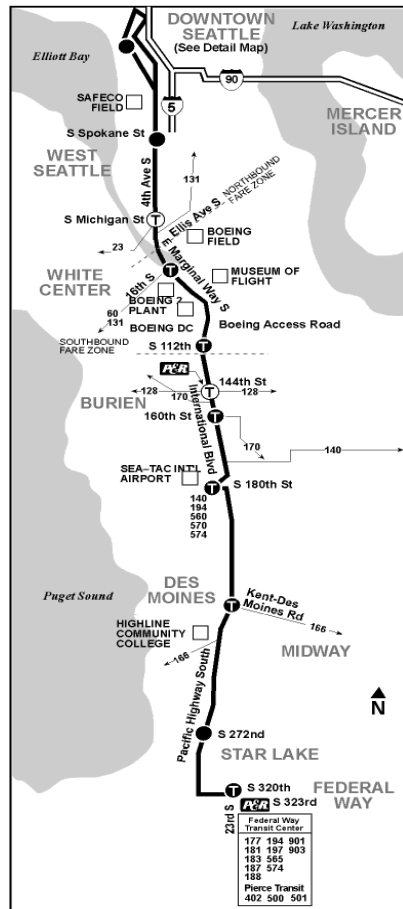 DOWNTOWN
SEATTLE
(See Detail Map)
Lake Washington
Elliott Bay
90
SAFECO
FIELD
5
MERCER
ISLAND
S Spokane St
WEST
SEATTLE
4th Ave S
131
NORTHBOUND
FARE ZONE
S Michigan St
Ellis Ave S
23
BOEING
FIELD
E. Marginal Way S
WHITE
CENTER
16th S
MUSEUM OF
FLIGHT
BOEING 2
PLANT
60
131
BOEING DC
Boeing Access Road
SOUTHBOUND
FARE ZONE
S 112th
P&R
144th St
128
170
128
BURIEN
160th St
International Blvd
170
140
SEA-TAC INT'L
AIRPORT
S 180th St
140
194
560
570
574
DES
MOINES
Puget Sound
Kent-Des
Moines Rd
166
HIGHLINE
COMMUNITY
COLLEGE
166
MIDWAY
Pacific Highway South
N
S 272nd
STAR LAKE
S 320th
FEDERAL
WAY
P&R S 323rd
23rd S
Federal Way
Transit Center
177 194 901
181 197 903
183 565
187 574
188
Pierce Transit
402 500 501
T
T
T
T
T
T
T
T